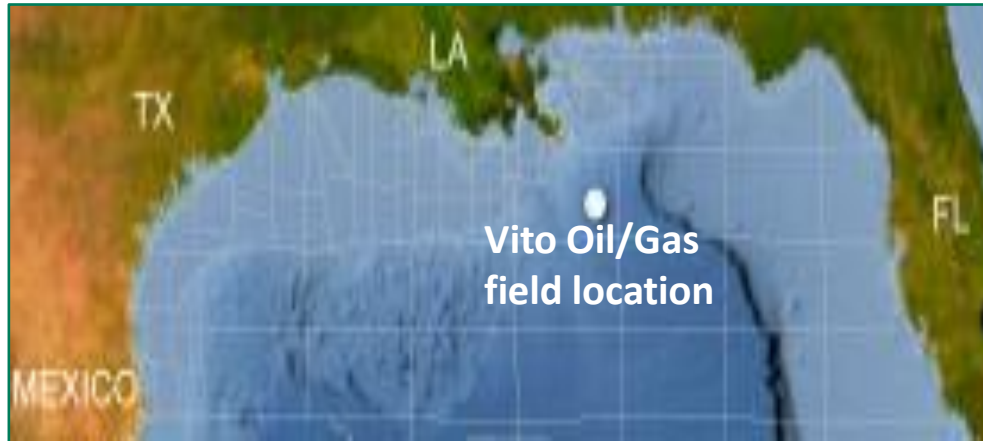 LA
TX
FL
Vito Oil/Gas
field location
MEXICO